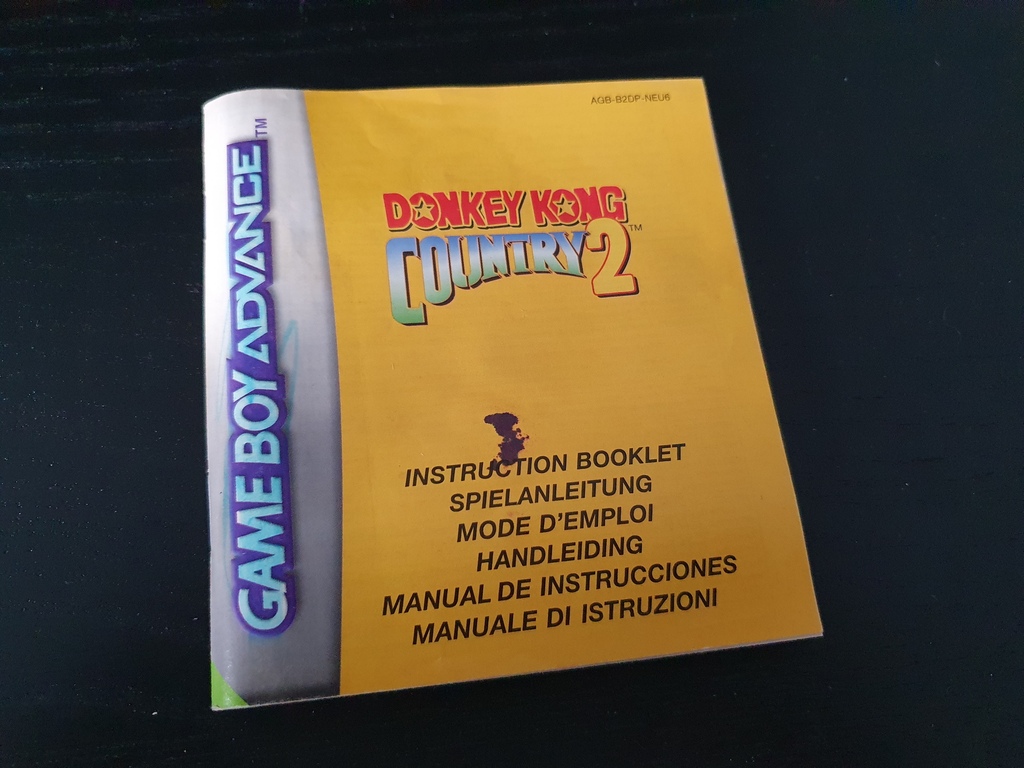 AGB-B2DP-NEU6
GAME BOY ADVANCE™
DONKEY KONG
COUNTRY 2™
INSTRUCTION BOOKLET
SPIELANLEITUNG
MODE D'EMPLOI
HANDLEIDING
MANUAL DE INSTRUCCIONES
MANUALE DI ISTRUZIONI